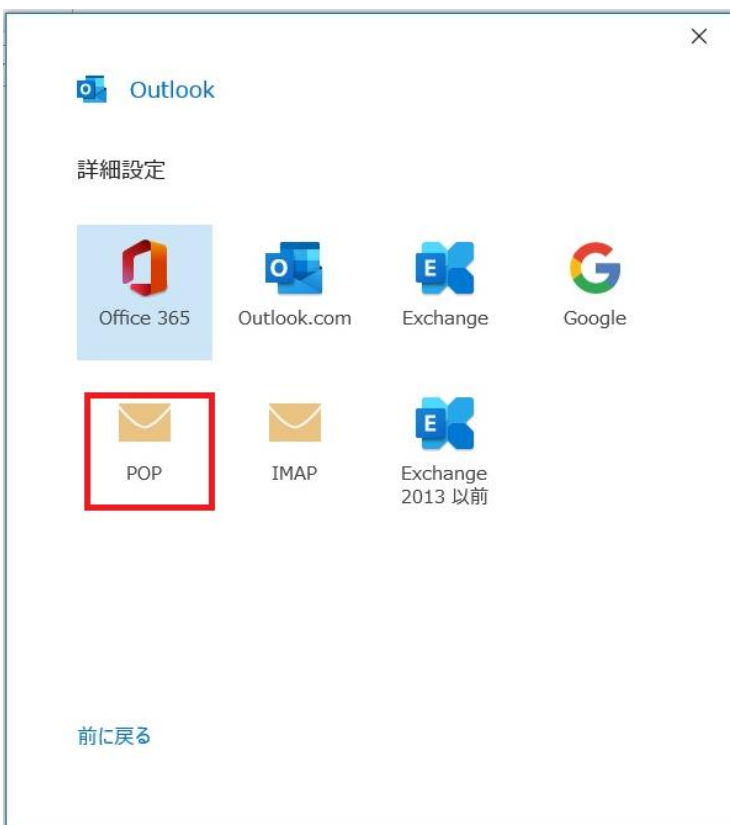 Outlook
詳細設定
Office 365
Outlook.com
Exchange
Google
POP
IMAP
Exchange
2013 以前
前に戻る